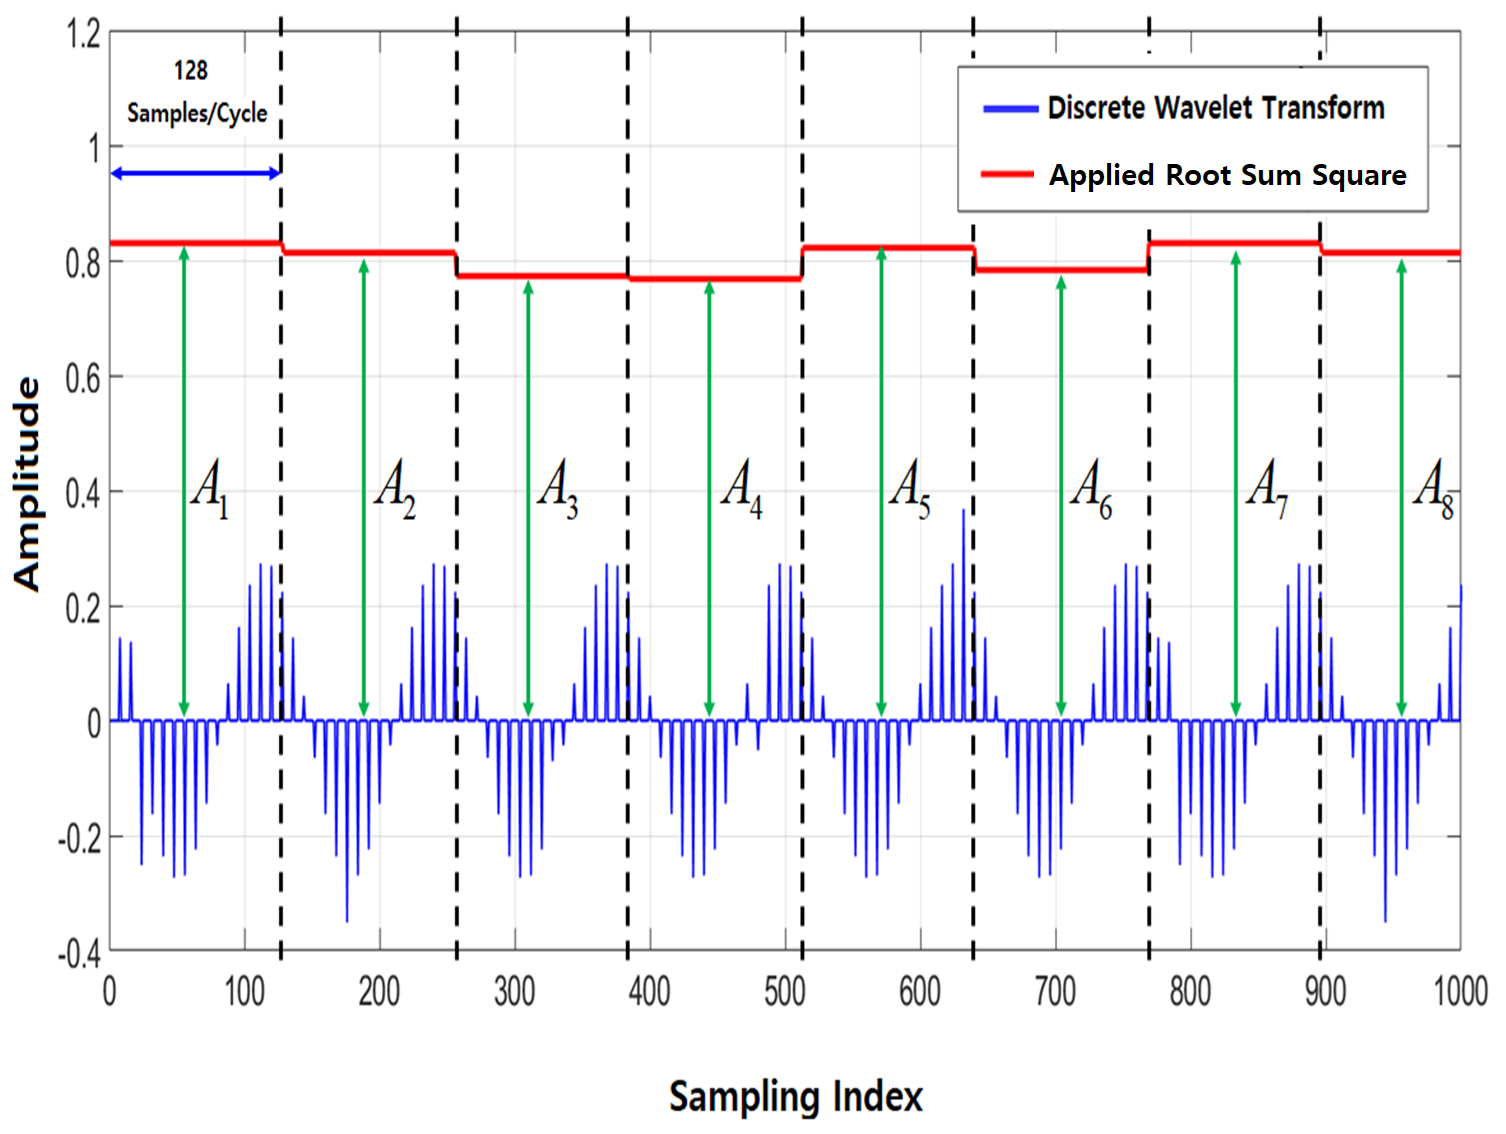 1.2
1
0.8
0.6
0.4
0.2
0
-0.2
-0.4
128
Samples/Cycle
Discrete Wavelet Transform
Applied Root Sum Square
A1 A2 A3 A4 A5 A6 A7 A8
Amplitude
0 100 200 300 400 500 600 700 800 900 1000
Sampling Index